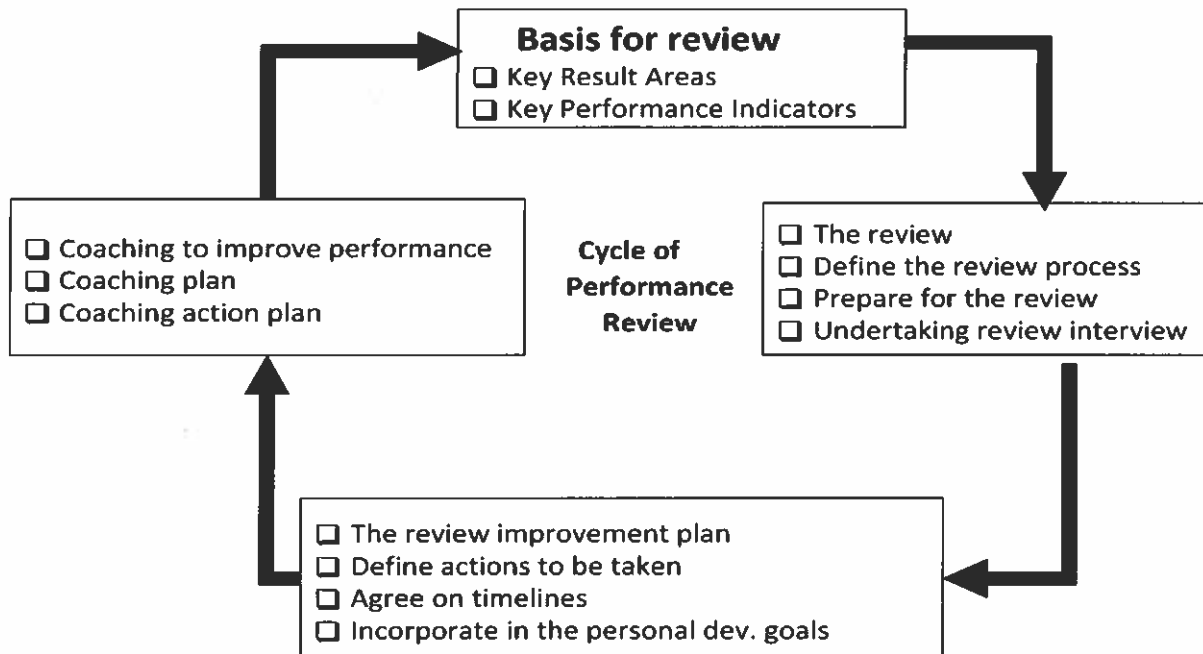 Basis for review
❑ Key Result Areas
❑ Key Performance Indicators
❑ The review
❑ Define the review process
❑ Prepare for the review
❑ Undertaking review interview
❑ The review improvement plan
❑ Define actions to be taken
❑ Agree on timelines
❑ Incorporate in the personal dev. goals
❑ Coaching to improve performance
❑ Coaching plan
❑ Coaching action plan
Cycle of
Performance
Review